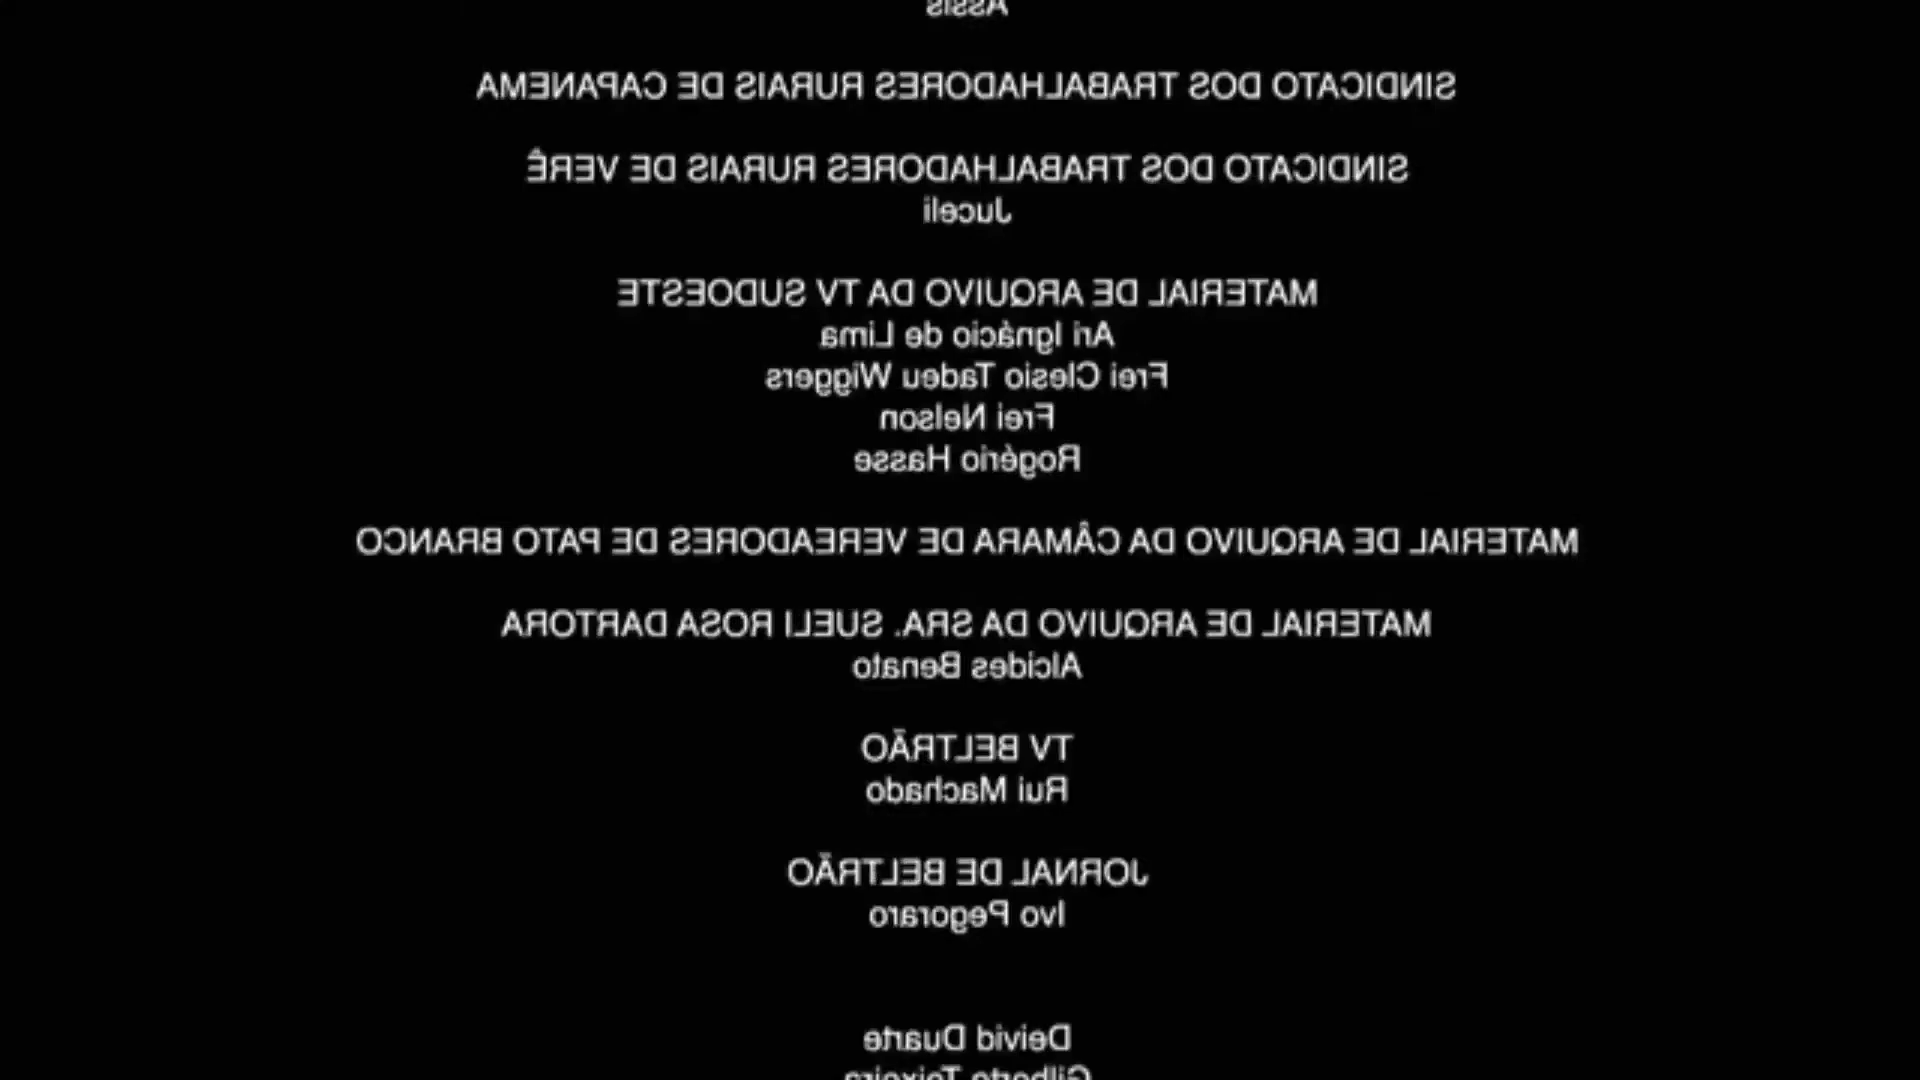 Assis
SINDICATO DOS TRABALHADORES RURAIS DE CAPANEMA
SINDICATO DOS TRABALHADORES RURAIS DE VERÊ
Juceli
MATERIAL DE ARQUIVO DA TV SUDOESTE
Ari Ignácio de Lima
Frei Clesio Tadeu Wiggers
Frei Nelson
Rogério Hasse
MATERIAL DE ARQUIVO DA CÂMARA DE VEREADORES DE PATO BRANCO
MATERIAL DE ARQUIVO DA SRA. SUELI ROSA DARTORA
Alcides Benato
TV BELTRÃO
Rui Machado
JORNAL DE BELTRÃO
Ivo Pegoraro
Deivid Duarte
Gilberto Teixeira